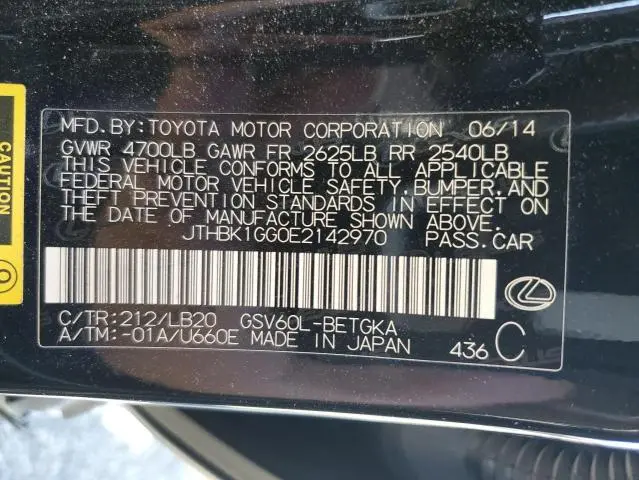 CAUTION
MFD.BY:TOYOTA MOTOR CORPORATION 06/14
GVWR 4700LB GAWR FR 2625LB RR 2540LB
THIS VEHICLE CONFORMS TO ALL APPLICABLE
FEDERAL MOTOR VEHICLE SAFETY,BUMPER,AND
THEFT PREVENTION STANDARDS IN EFFECT ON
THE DATE OF MANUFACTURE SHOWN ABOVE.
JTHBK1GG0E2142970 PASS.CAR
C/TR:212/LB20 GSV60L-BETGKA
A/TM:-01A/U660E MADE IN JAPAN 436 C